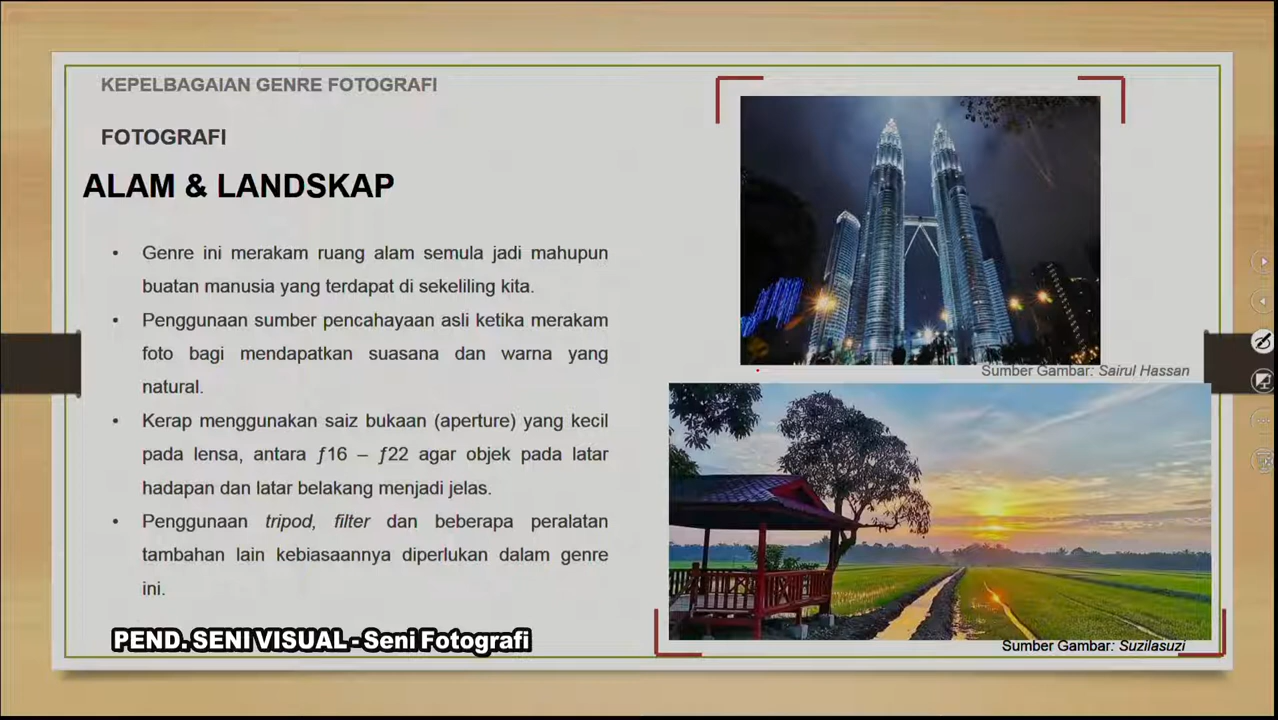 KEPELBAGAIAN GENRE FOTOGRAFI
FOTOGRAFI
ALAM & LANDSKAP
• Genre ini merakam ruang alam semula jadi mahupun
buatan manusia yang terdapat di sekeliling kita.
• Penggunaan sumber pencahayaan asli ketika merakam
foto bagi mendapatkan suasana dan warna yang
natural.
• Kerap menggunakan saiz bukaan (aperture) yang kecil
pada lensa, antara ƒ16 – ƒ22 agar objek pada latar
hadapan dan latar belakang menjadi jelas.
• Penggunaan tripod, filter dan beberapa peralatan
tambahan lain kebiasaannya diperlukan dalam genre
ini.
PEND. SENI VISUAL - Seni Fotografi
Sumber Gambar: Sairul Hassan
Sumber Gambar: Suzilasuzi